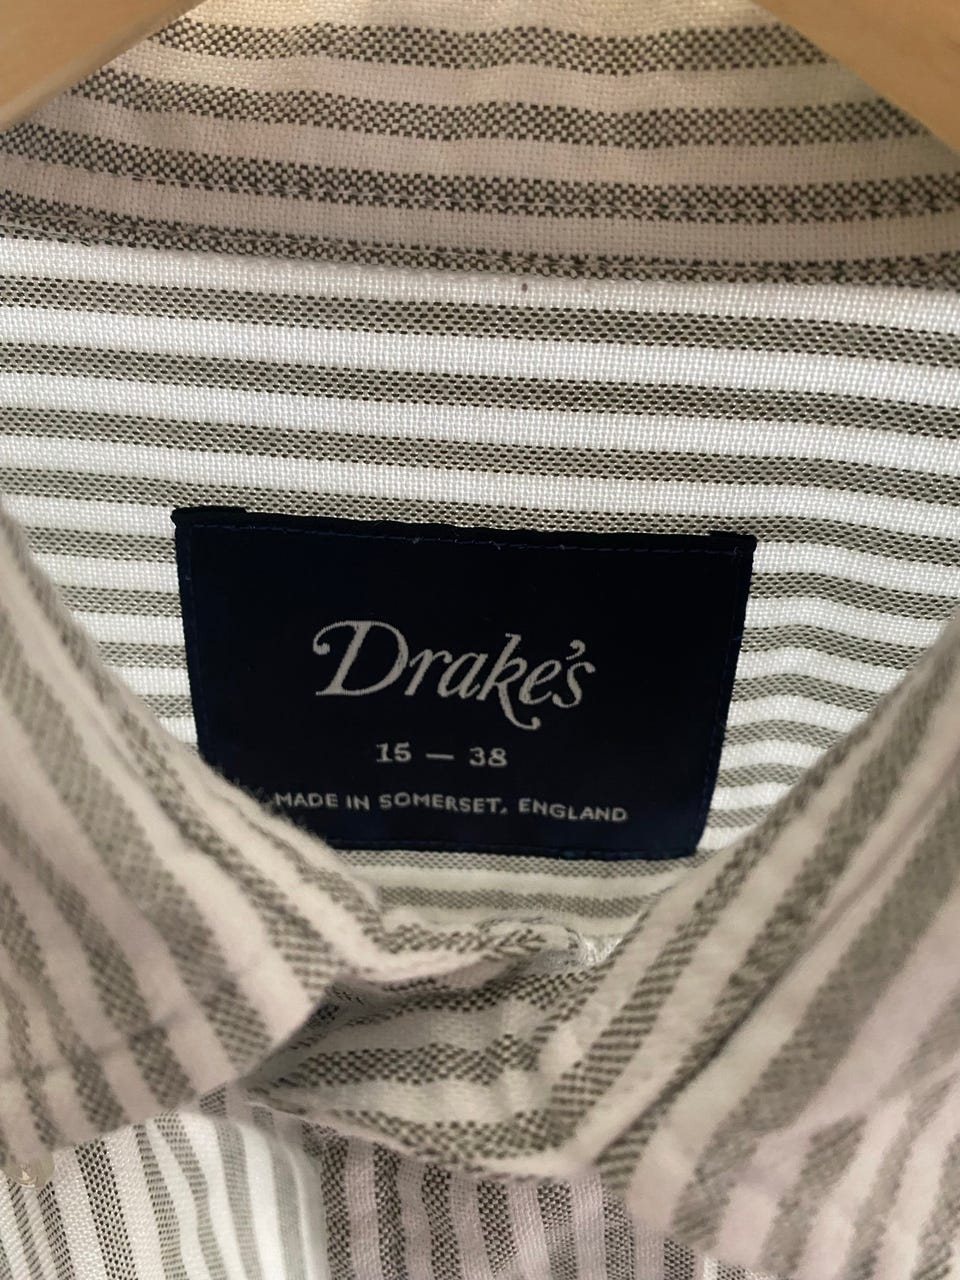 Drake's
15 — 38
MADE IN SOMERSET, ENGLAND